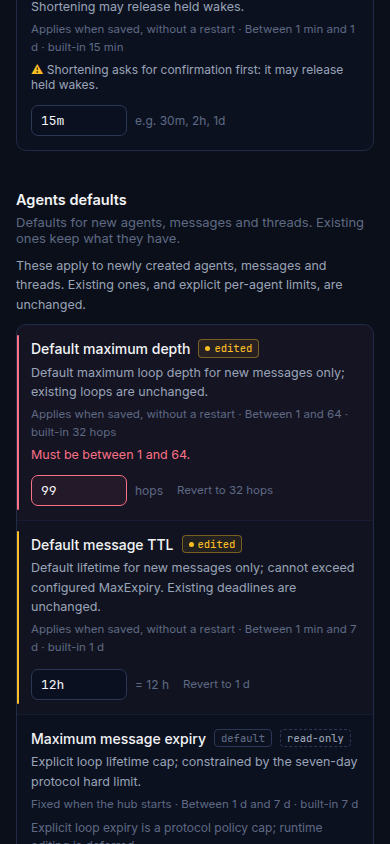 Shortening may release held wakes.
Applies when saved, without a restart · Between 1 min and 1
d · built-in 15 min
⚠ Shortening asks for confirmation first: it may release
held wakes.
15m
e.g. 30m, 2h, 1d
Agents defaults
Defaults for new agents, messages and threads. Existing
ones keep what they have.
These apply to newly created agents, messages and
threads. Existing ones, and explicit per-agent limits, are
unchanged.
Default maximum depth
edited
Default maximum loop depth for new messages only;
existing loops are unchanged.
Applies when saved, without a restart · Between 1 and 64 ·
built-in 32 hops
Must be between 1 and 64.
99
hops
Revert to 32 hops
Default message TTL
edited
Default lifetime for new messages only; cannot exceed
configured MaxExpiry. Existing deadlines are
unchanged.
Applies when saved, without a restart · Between 1 min and 7
d · built-in 1 d
12h
= 12 h
Revert to 1 d
Maximum message expiry
default
read-only
Explicit loop lifetime cap; constrained by the seven-day
protocol hard limit.
Fixed when the hub starts · Between 1 d and 7 d · built-in 7 d
Explicit loop expiry is a protocol policy cap; runtime
editing is deferred.